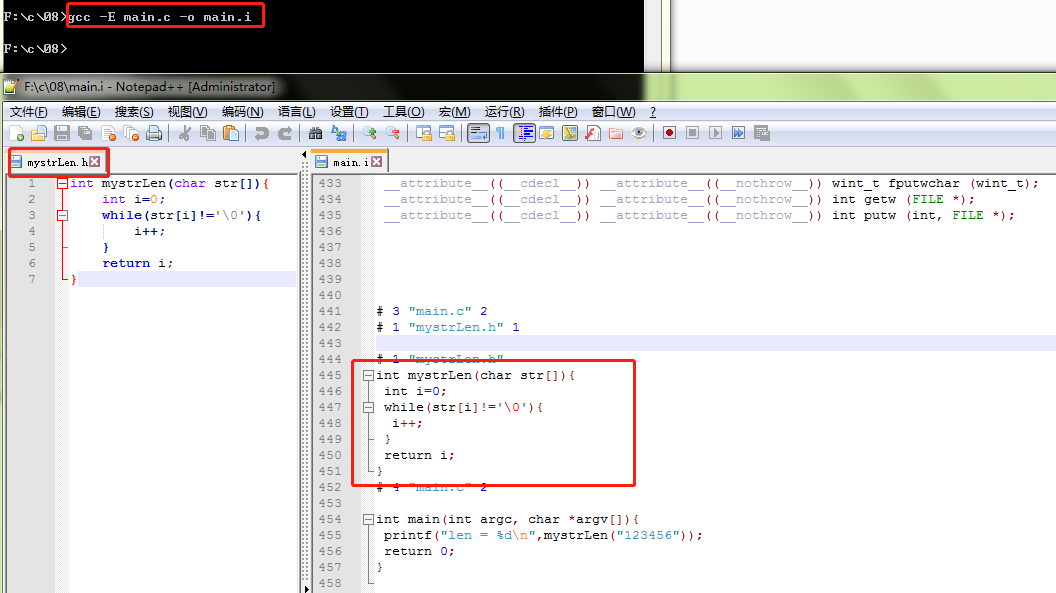 F:\c\08>gcc -E main.c -o main.i
F:\c\08>
F:\c\08\main.i - Notepad++ [Administrator]
文件(F) 编辑(E) 搜索(S) 视图(V) 编码(N) 语言(L) 设置(T) 工具(O) 宏(M) 运行(R) 插件(P) 窗口(W) ?
mystrLen.h
1 int mystrLen(char str[]){
2 int i=0;
3 while(str[i]!='\0'){
4 i++;
5 }
6 return i;
7 }
main.i
433 __attribute__((__cdecl__)) __attribute__((__nothrow__)) wint_t fputwchar (wint_t);
434 __attribute__((__cdecl__)) __attribute__((__nothrow__)) int getw (FILE *);
435 __attribute__((__cdecl__)) __attribute__((__nothrow__)) int putw (int, FILE *);
436
437
438
439
440
441 # 3 "main.c" 2
442 # 1 "mystrLen.h" 1
443
444 # 1 "mystrLen.h"
445 int mystrLen(char str[]){
446 int i=0;
447 while(str[i]!='\0'){
448 i++;
449 }
450 return i;
451 }
452 # 4 "main.c" 2
453
454 int main(int argc, char *argv[]){
455 printf("len = %d\n",mystrLen("123456"));
456 return 0;
457 }
458